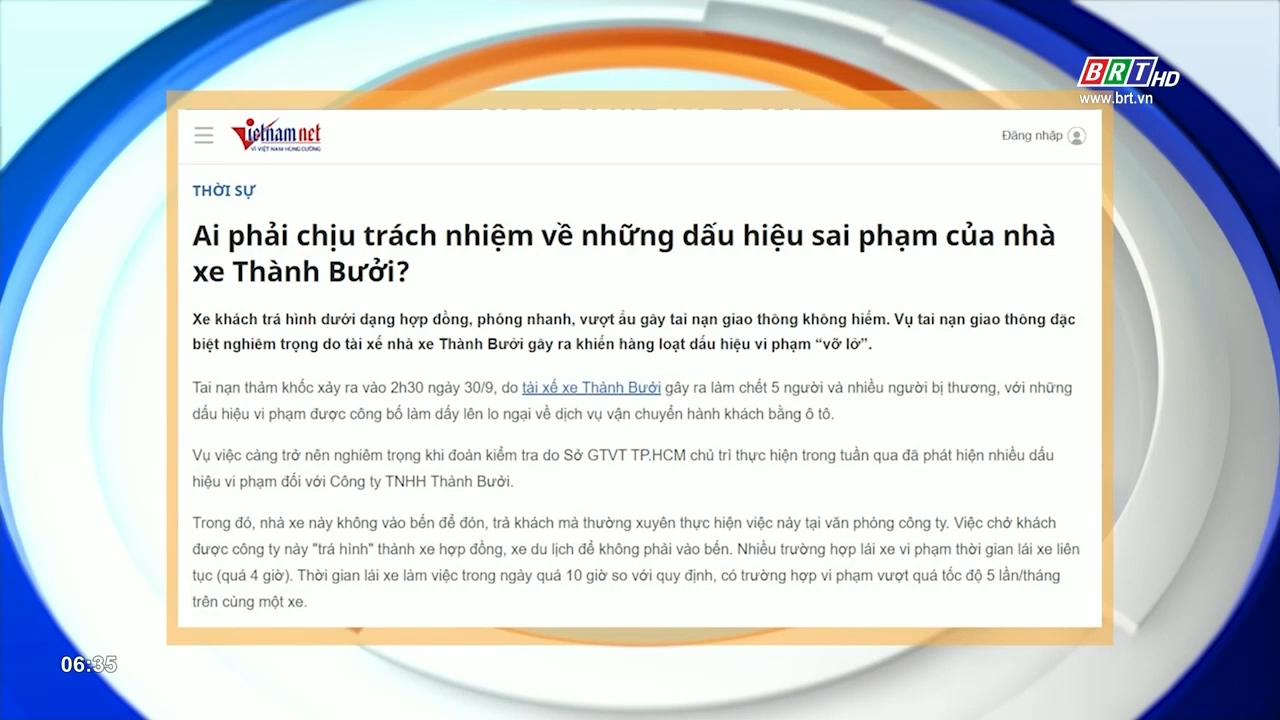 BRT HD
www.brt.vn
Vietnamnet
VÌ VIỆT NAM HÙNG CƯỜNG
Đăng nhập
THỜI SỰ
Ai phải chịu trách nhiệm về những dấu hiệu sai phạm của nhà
xe Thành Bưởi?
Xe khách trá hình dưới dạng hợp đồng, phóng nhanh, vượt ẩu gây tai nạn giao thông không hiếm. Vụ tai nạn giao thông đặc
biệt nghiêm trọng do tài xế nhà xe Thành Bưởi gây ra khiến hàng loạt dấu hiệu vi phạm “vỡ lở”.
Tai nạn thảm khốc xảy ra vào 2h30 ngày 30/9, do tài xế xe Thành Bưởi gây ra làm chết 5 người và nhiều người bị thương, với những
dấu hiệu vi phạm được công bố làm dấy lên lo ngại về dịch vụ vận chuyển hành khách bằng ô tô.
Vụ việc càng trở nên nghiêm trọng khi đoàn kiểm tra do Sở GTVT TP.HCM chủ trì thực hiện trong tuần qua đã phát hiện nhiều dấu
hiệu vi phạm đối với Công ty TNHH Thành Bưởi.
Trong đó, nhà xe này không vào bến để đón, trả khách mà thường xuyên thực hiện việc này tại văn phòng công ty. Việc chở khách
được công ty này "trá hình" thành xe hợp đồng, xe du lịch để không phải vào bến. Nhiều trường hợp lái xe vi phạm thời gian lái xe liên
tục (quá 4 giờ). Thời gian lái xe làm việc trong ngày quá 10 giờ so với quy định, có trường hợp vi phạm vượt quá tốc độ 5 lần/tháng
trên cùng một xe.
06:35